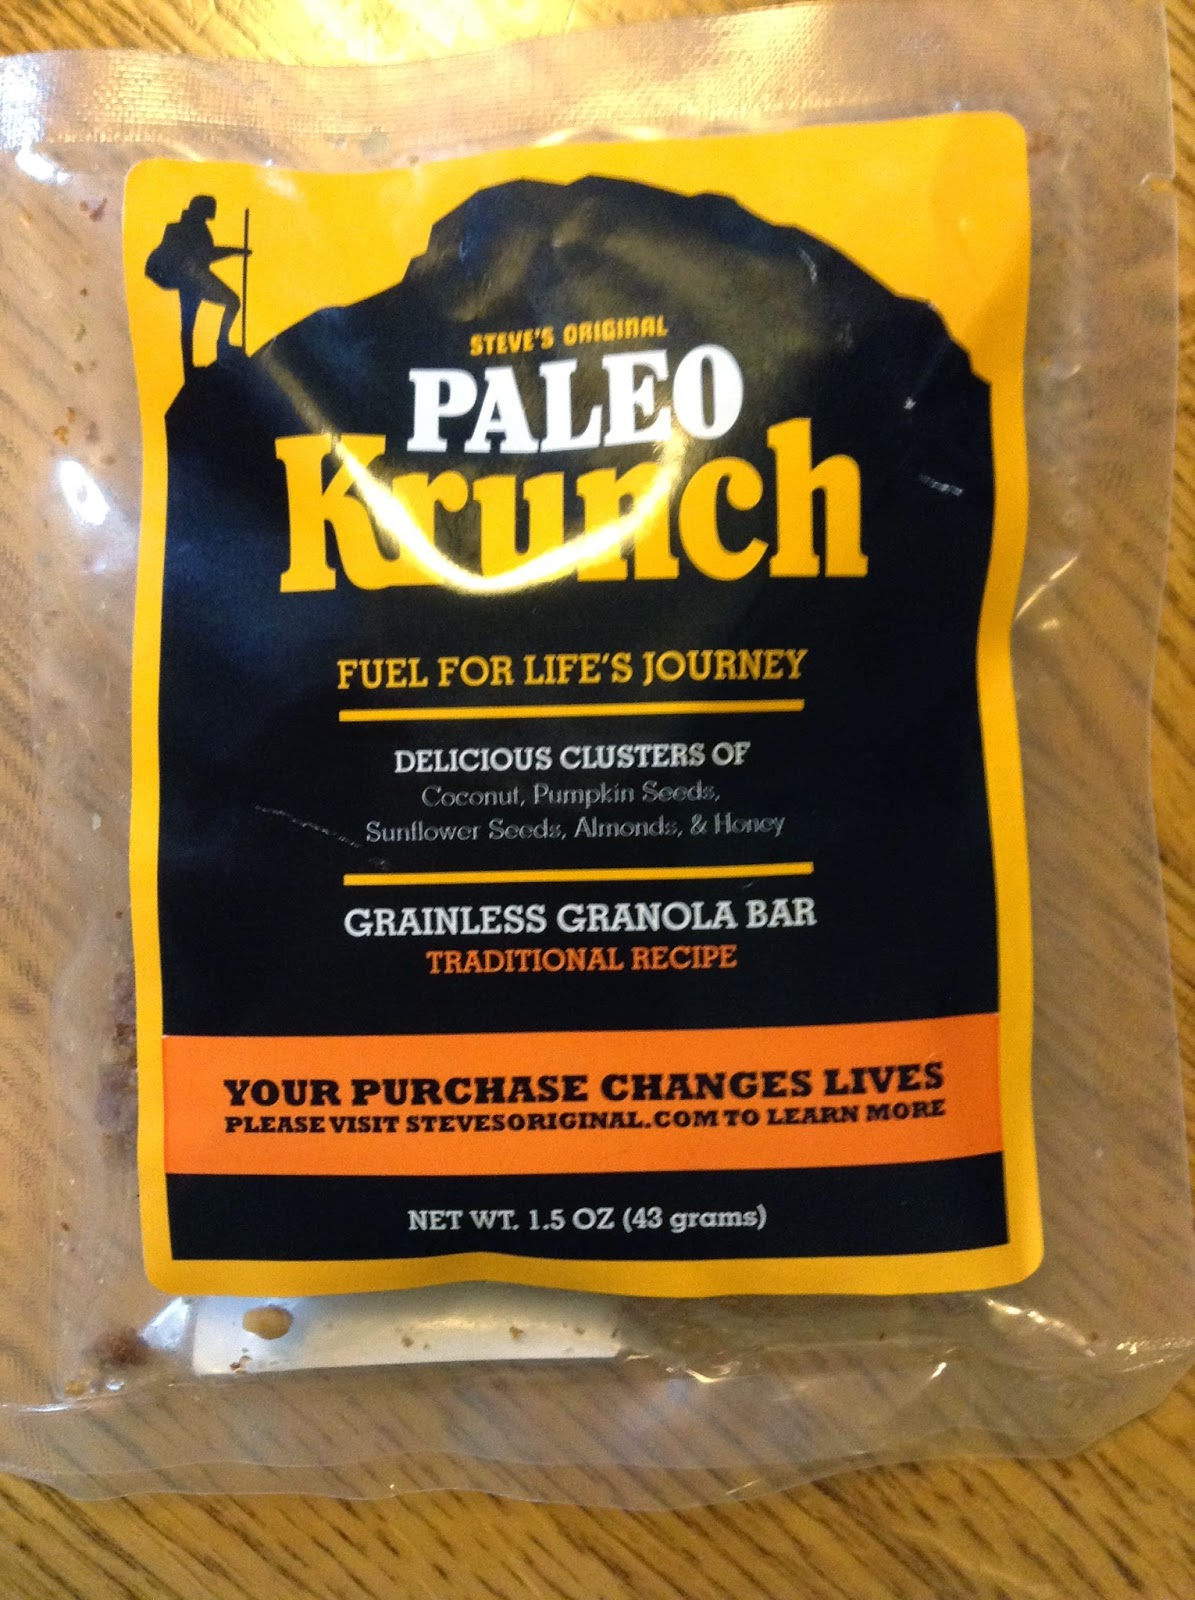 STEVE'S ORIGINAL
PALEO
Krunch
FUEL FOR LIFE'S JOURNEY
DELICIOUS CLUSTERS OF
Coconut, Pumpkin Seeds,
Sunflower Seeds, Almonds, & Honey
GRAINLESS GRANOLA BAR
TRADITIONAL RECIPE
YOUR PURCHASE CHANGES LIVES
PLEASE VISIT STEVESORIGINAL.COM TO LEARN MORE
NET WT. 1.5 OZ (43 grams)